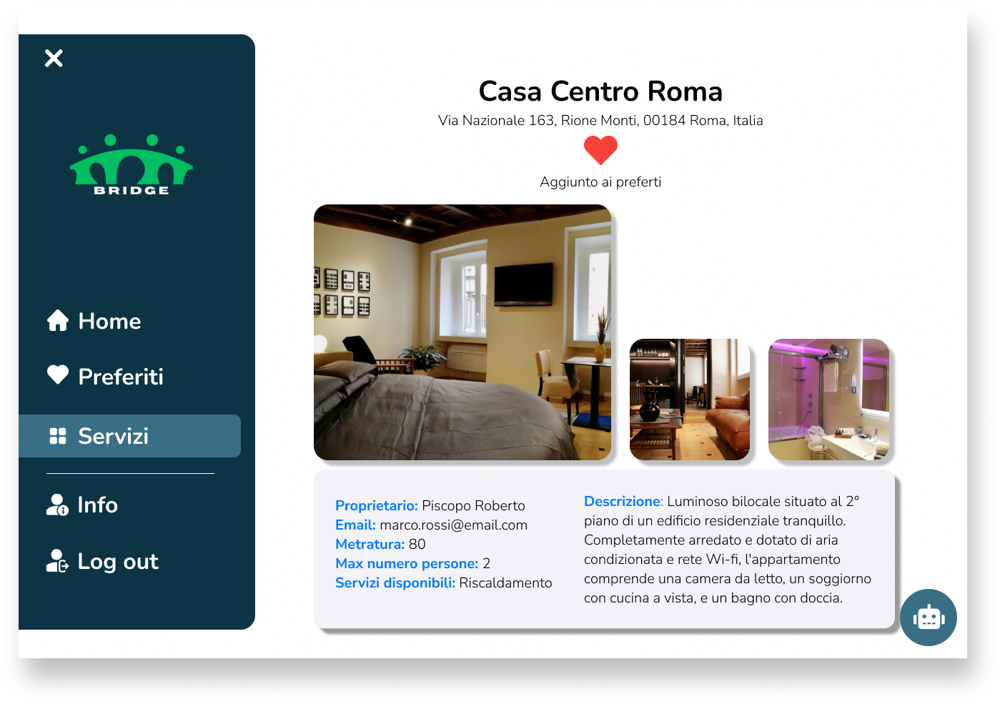 BRIDGE
Home
Preferiti
Servizi
Info
Log out
Casa Centro Roma
Via Nazionale 163, Rione Monti, 00184 Roma, Italia
Aggiunto ai preferti
Proprietario: Piscopo Roberto
Email: marco.rossi@email.com
Metratura: 80
Max numero persone: 2
Servizi disponibili: Riscaldamento
Descrizione: Luminoso bilocale situato al 2°
piano di un edificio residenziale tranquillo.
Completamente arredato e dotato di aria
condizionata e rete Wi-fi, l'appartamento
comprende una camera da letto, un soggiorno
con cucina a vista, e un bagno con doccia.